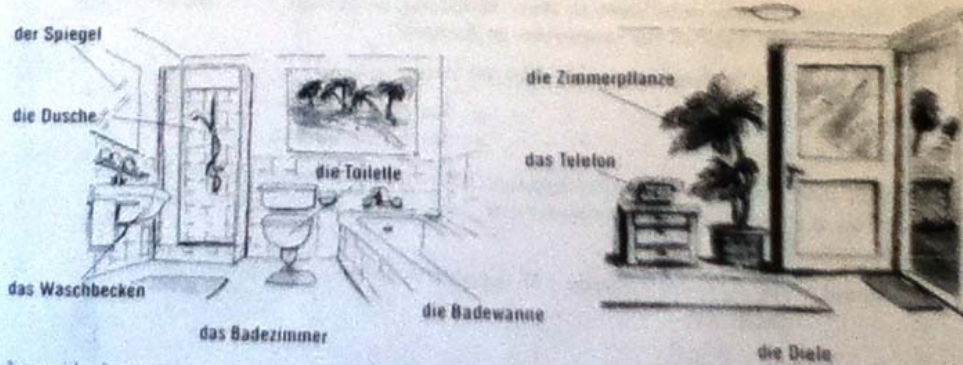 der Spiegel
die Dusche
die Toilette
das Waschbecken
die Badewanne
das Badezimmer
die Zimmerpflanze
das Telefon
die Diele